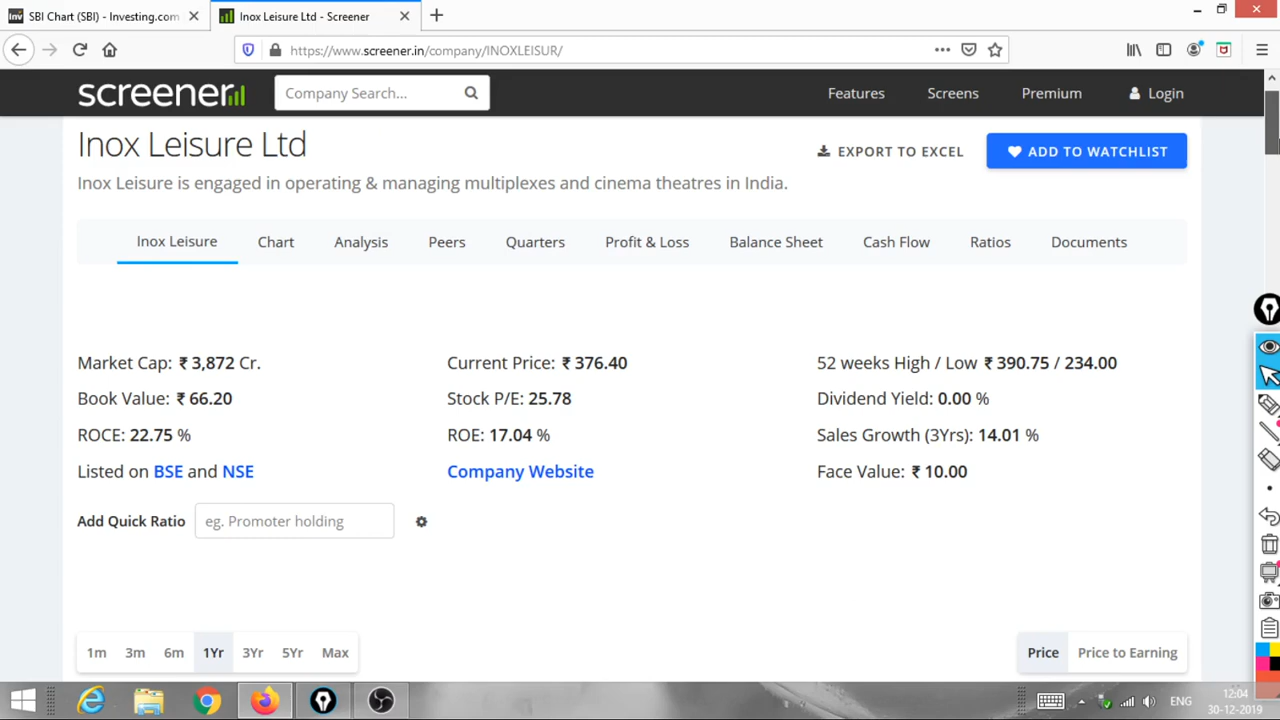 SBI Chart (SBI) - Investing.com
Inox Leisure Ltd - Screener
https://www.screener.in/company/INOXLEISUR/
screener
Company Search...
Features
Screens
Premium
Login
Inox Leisure Ltd
EXPORT TO EXCEL
ADD TO WATCHLIST
Inox Leisure is engaged in operating & managing multiplexes and cinema theatres in India.
Inox Leisure
Chart
Analysis
Peers
Quarters
Profit & Loss
Balance Sheet
Cash Flow
Ratios
Documents
Market Cap: ₹ 3,872 Cr.
Current Price: ₹ 376.40
52 weeks High / Low ₹ 390.75 / 234.00
Book Value: ₹ 66.20
Stock P/E: 25.78
Dividend Yield: 0.00 %
ROCE: 22.75 %
ROE: 17.04 %
Sales Growth (3Yrs): 14.01 %
Listed on BSE and NSE
Company Website
Face Value: ₹ 10.00
Add Quick Ratio
eg. Promoter holding
1m 3m 6m 1Yr 3Yr 5Yr Max
Price
Price to Earning
ENG
12:04
30-12-2019